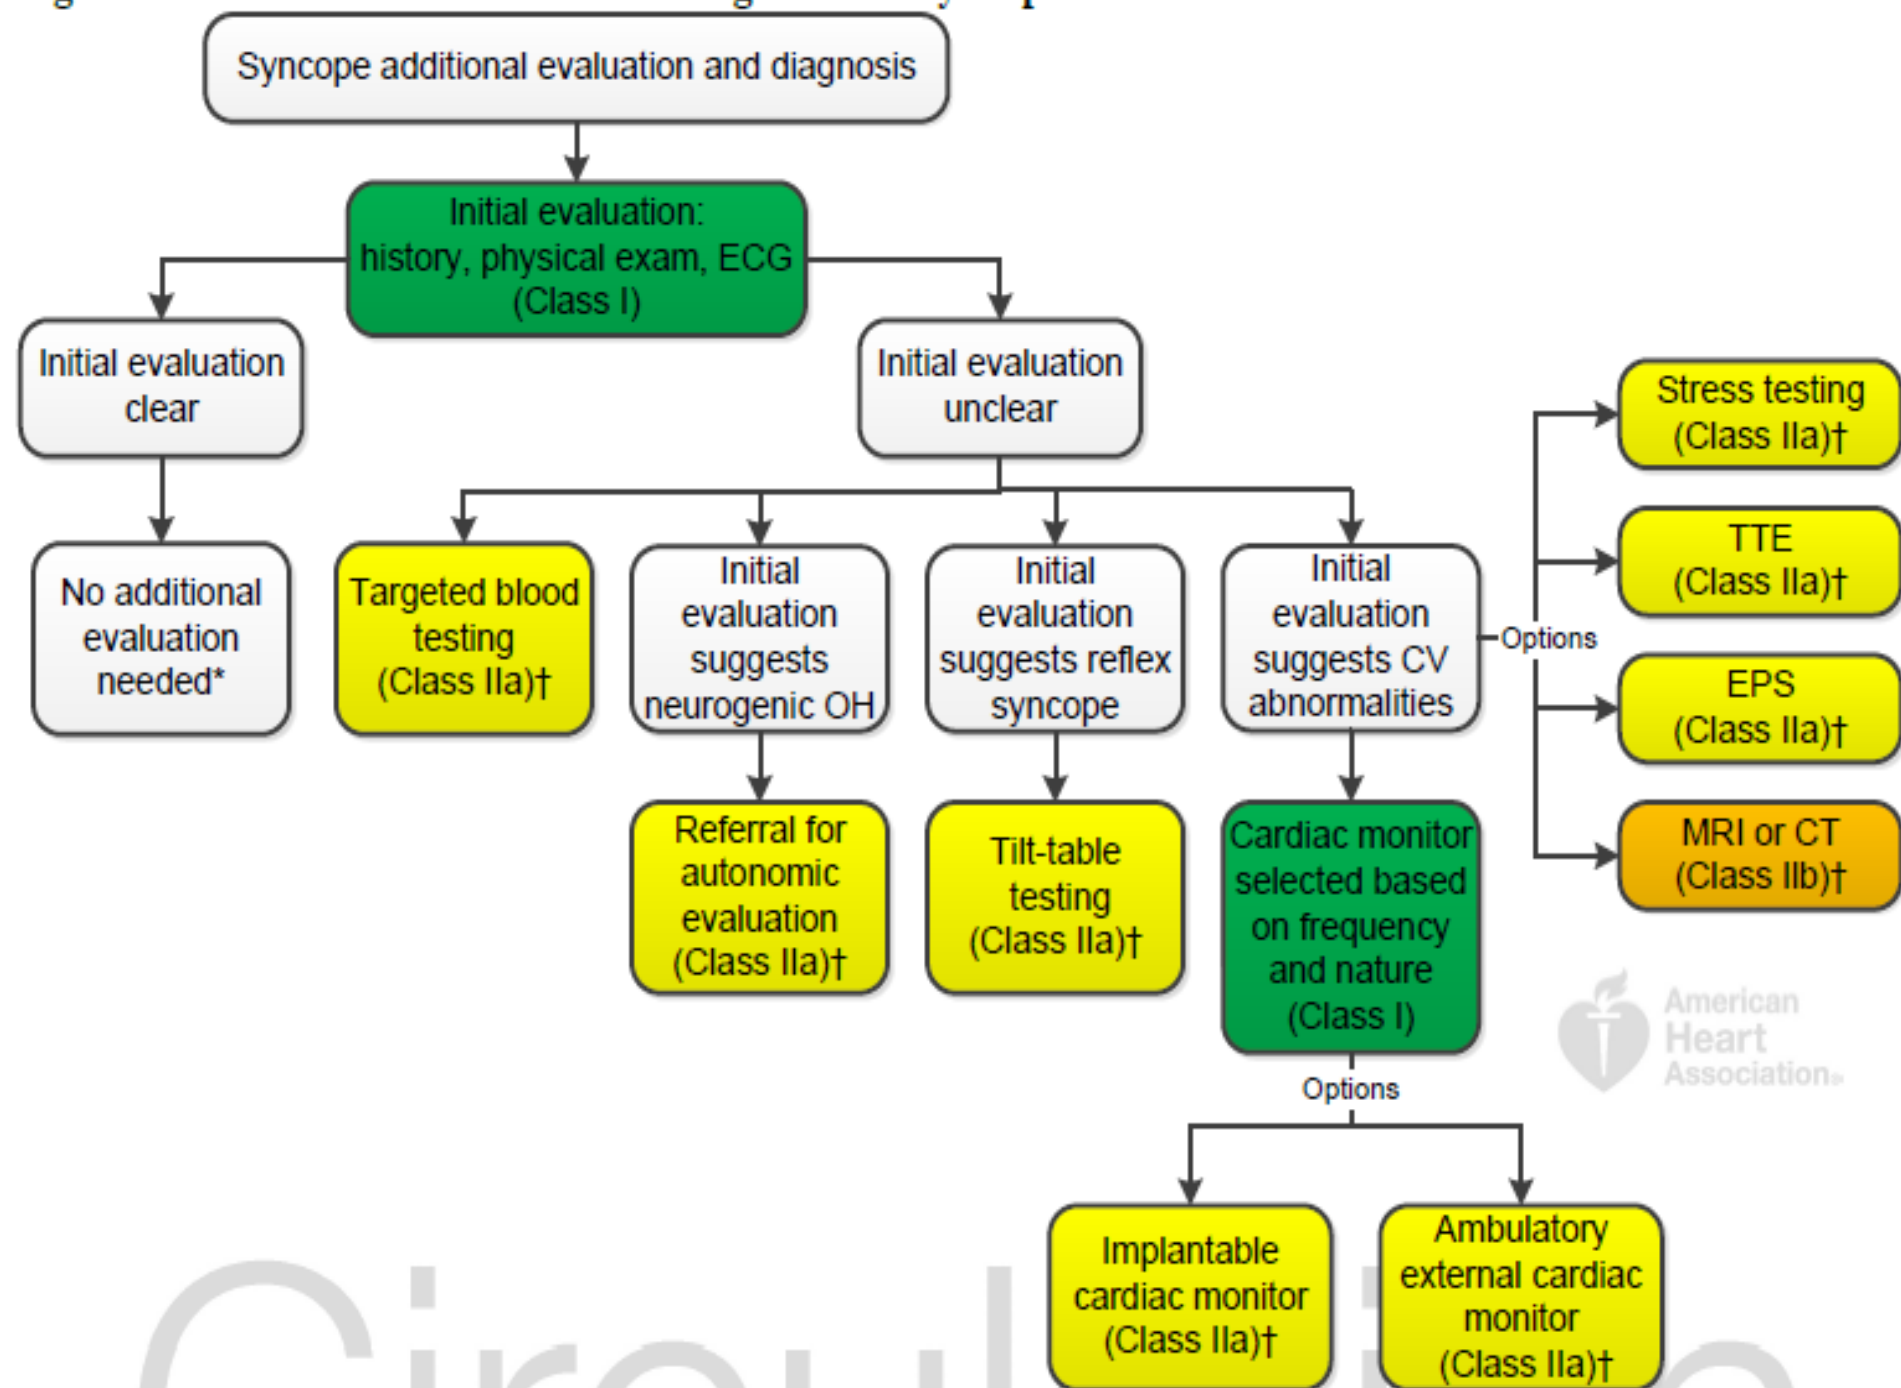 Syncope additional evaluation and diagnosis
Initial evaluation:
history, physical exam, ECG
(Class I)
Initial evaluation
clear
Initial evaluation
unclear
No additional
evaluation
needed*
Targeted blood
testing
(Class IIa)†
Initial
evaluation
suggests
neurogenic OH
Initial
evaluation
suggests reflex
syncope
Initial
evaluation
suggests CV
abnormalities
Options
Stress testing
(Class IIa)†
TTE
(Class IIa)†
EPS
(Class IIa)†
MRI or CT
(Class IIb)†
Referral for
autonomic
evaluation
(Class IIa)†
Tilt-table
testing
(Class IIa)†
Cardiac monitor
selected based
on frequency
and nature
(Class I)
American
Heart
Association®
Options
Implantable
cardiac monitor
(Class IIa)†
Ambulatory
external cardiac
monitor
(Class IIa)†